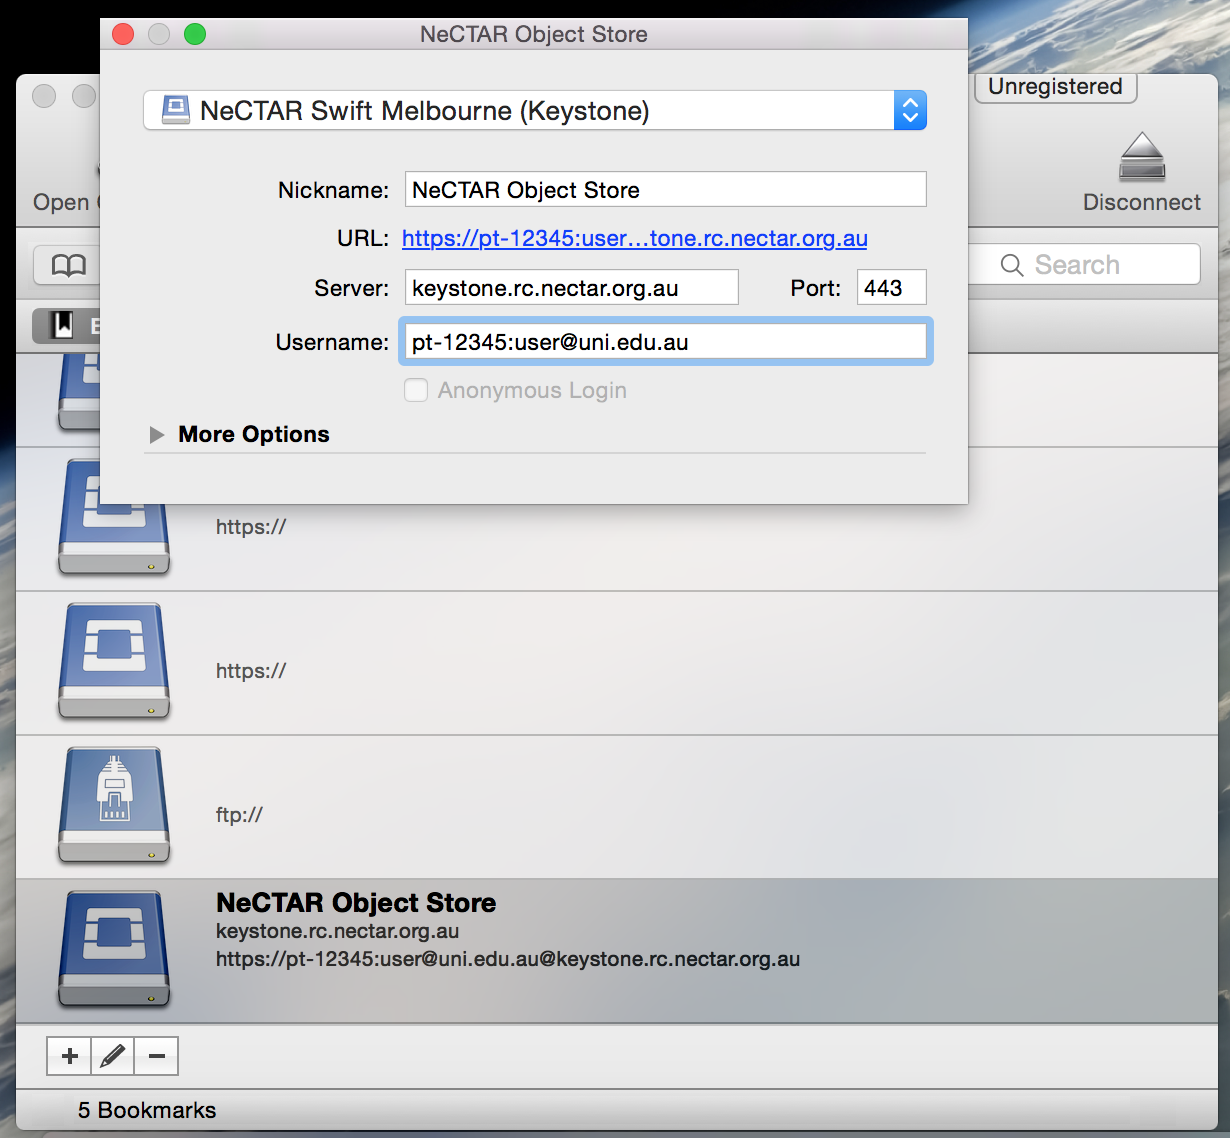 NeCTAR Object Store
Unregistered
NeCTAR Swift Melbourne (Keystone)
Open
Disconnect
Nickname: NeCTAR Object Store
URL: https://pt-12345:user...tone.rc.nectar.org.au
Search
Server: keystone.rc.nectar.org.au Port: 443
Username: pt-12345:user@uni.edu.au
Anonymous Login
More Options
https://
https://
ftp://
NeCTAR Object Store
keystone.rc.nectar.org.au
https://pt-12345:user@uni.edu.au@keystone.rc.nectar.org.au
5 Bookmarks